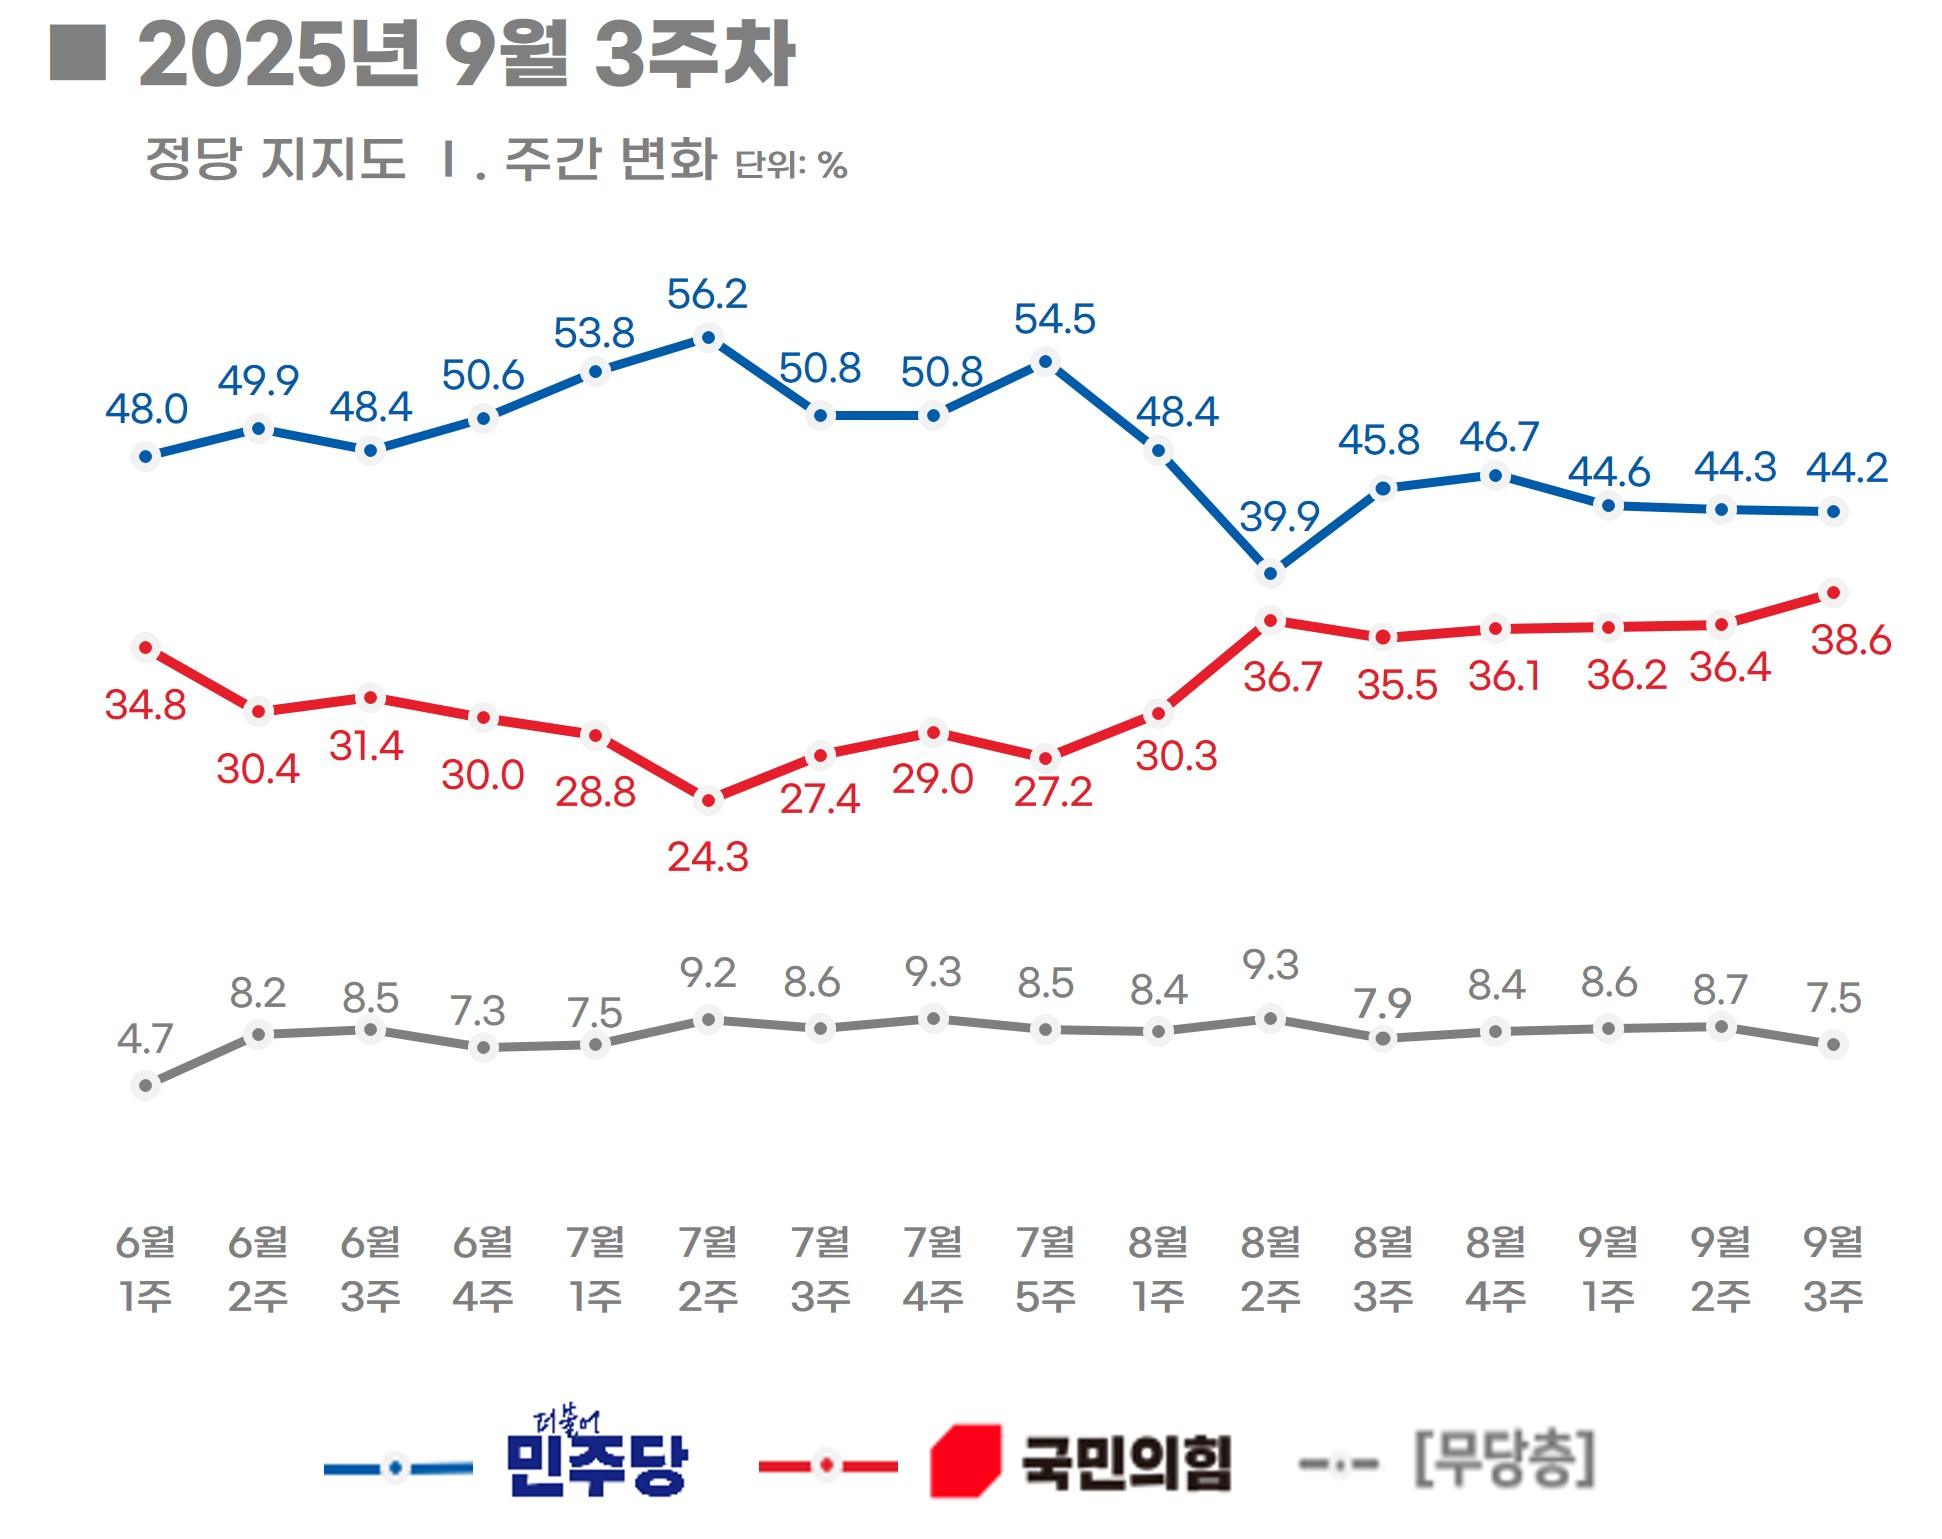 ■ 2025년 9월 3주차
정당 지지도 Ⅰ. 주간 변화 단위: %
48.0 49.9 48.4 50.6 53.8 56.2 50.8 50.8 54.5 48.4 39.9 45.8 46.7 44.6 44.3 44.2
34.8 30.4 31.4 30.0 28.8 24.3 27.4 29.0 27.2 30.3 36.7 35.5 36.1 36.2 36.4 38.6
4.7 8.2 8.5 7.3 7.5 9.2 8.6 9.3 8.5 8.4 9.3 7.9 8.4 8.6 8.7 7.5
6월 6월 6월 6월 7월 7월 7월 7월 7월 8월 8월 8월 8월 9월 9월 9월
1주 2주 3주 4주 1주 2주 3주 4주 5주 1주 2주 3주 4주 1주 2주 3주
더불어
민주당 국민의힘 [무당층]